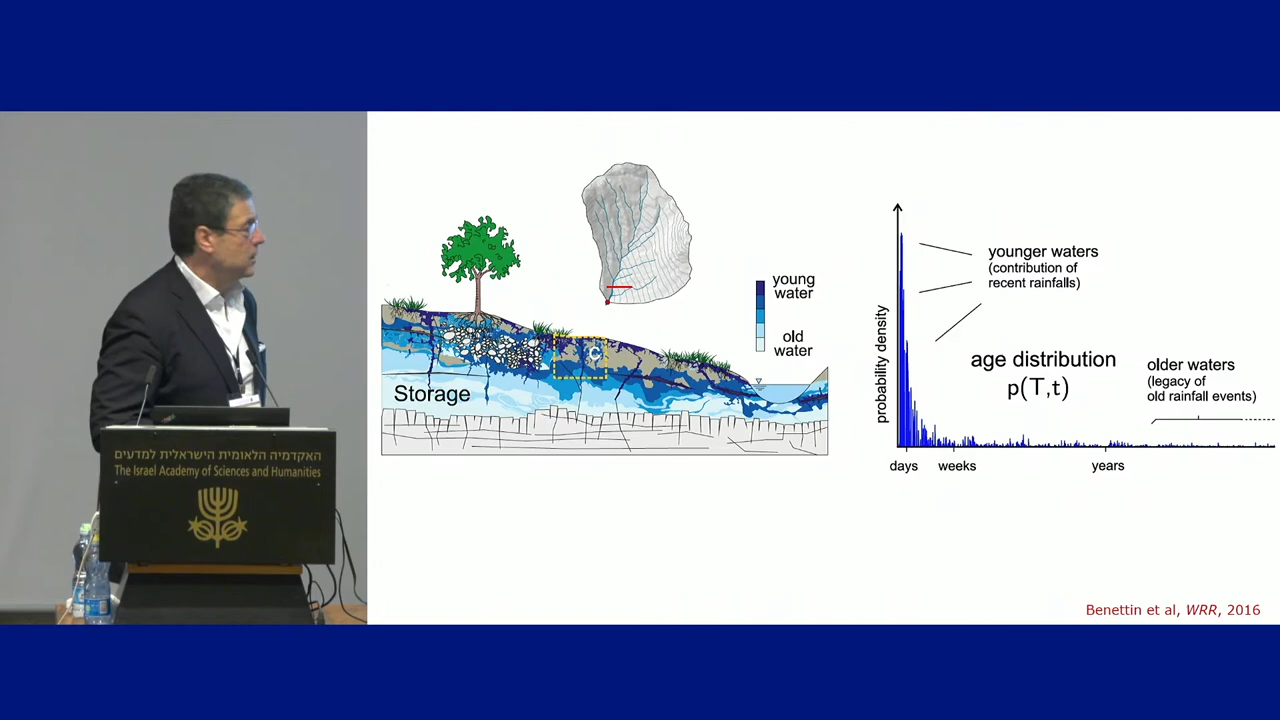 האקדמיה הלאומית הישראלית למדעים
The Israel Academy of Sciences and Humanities
young
water
old
water
C
Storage
probability density
younger waters
(contribution of
recent rainfalls)
age distribution
p(T,t)
older waters
(legacy of
old rainfall events)
days
weeks
years
Benettin et al, WRR, 2016